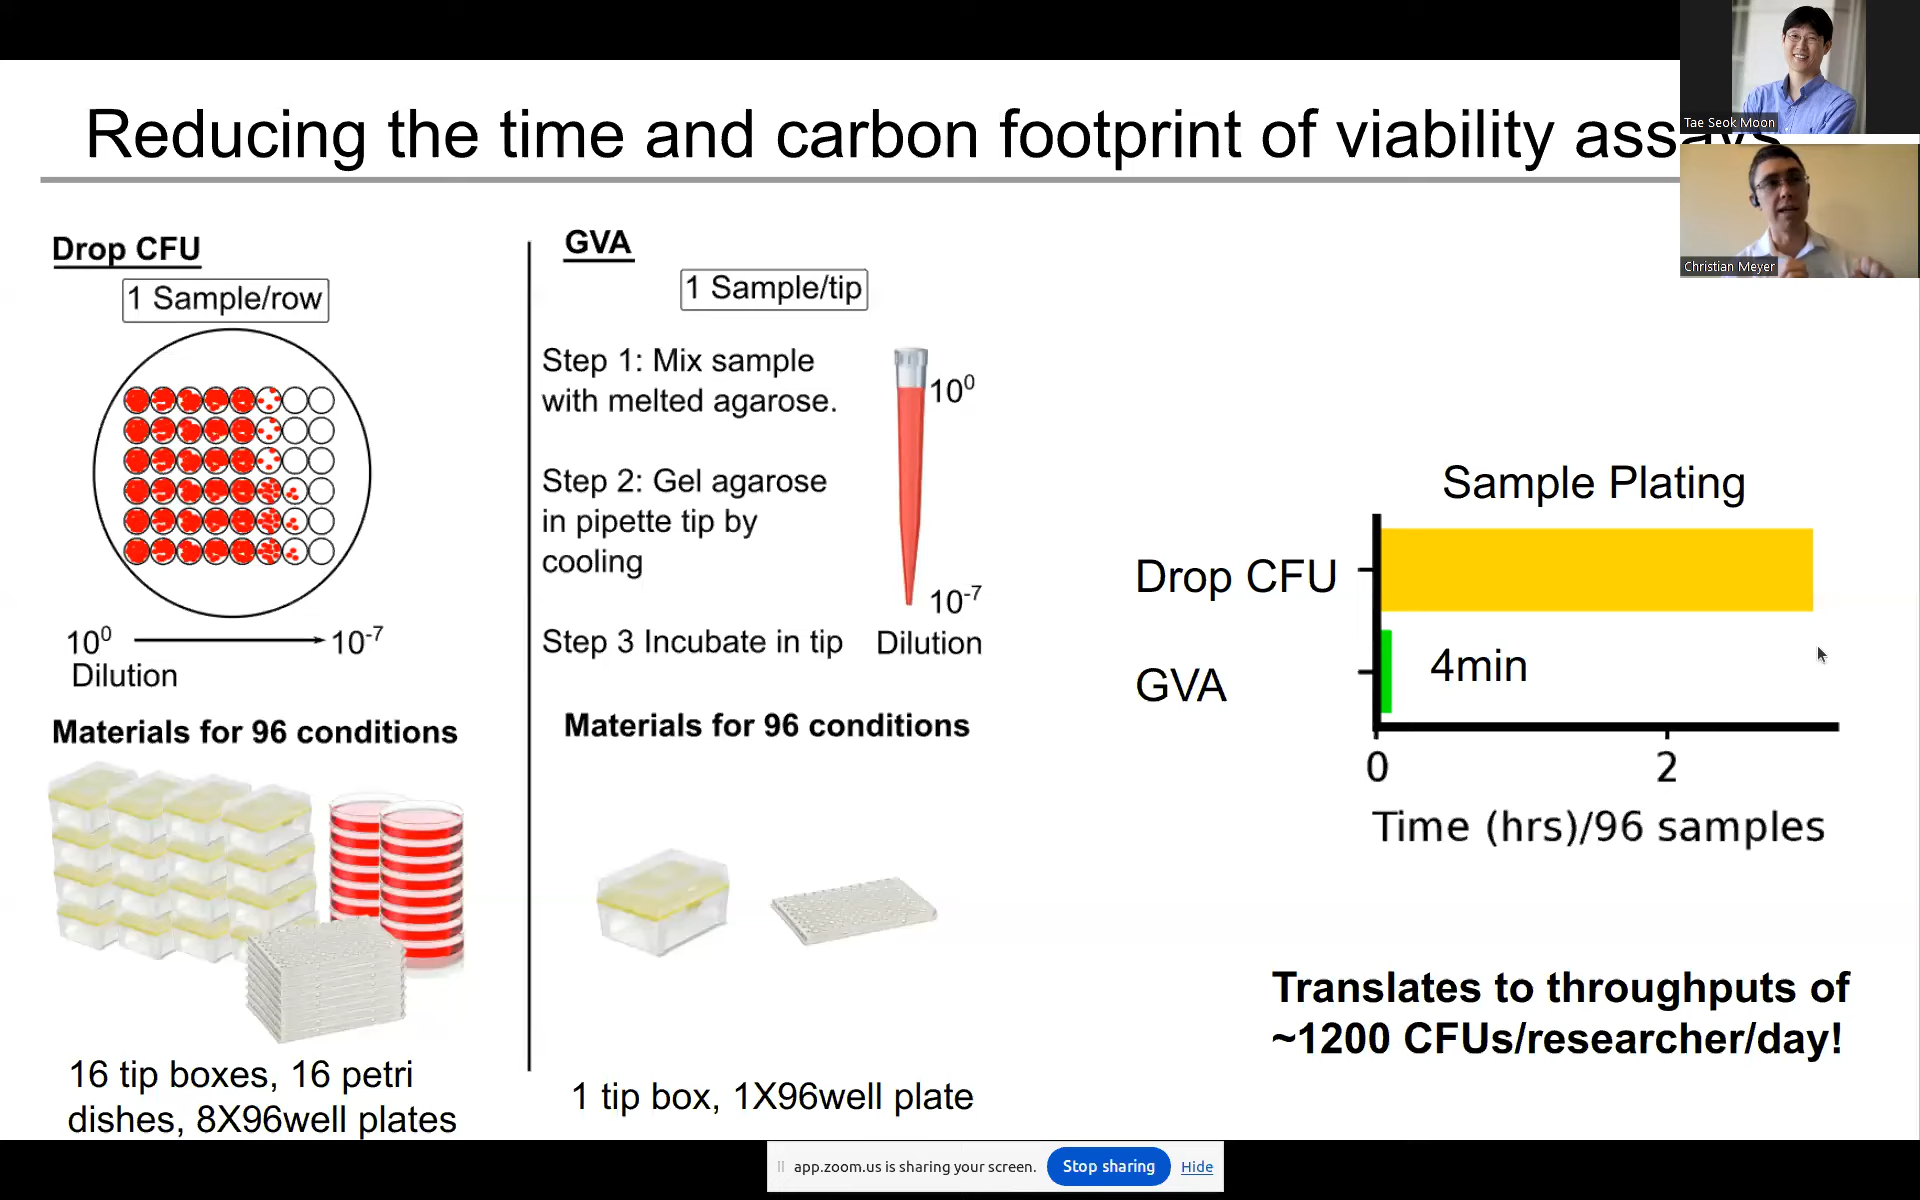 Reducing the time and carbon footprint of viability assays
Tae Seok Moon
Christian Meyer
Drop CFU
1 Sample/row
10⁰
10⁻⁷
Dilution
Materials for 96 conditions
16 tip boxes, 16 petri
dishes, 8X96well plates
GVA
1 Sample/tip
Step 1: Mix sample
with melted agarose.
Step 2: Gel agarose
in pipette tip by
cooling
Step 3 Incubate in tip
10⁰
10⁻⁷
Dilution
Materials for 96 conditions
1 tip box, 1X96well plate
Sample Plating
Drop CFU
GVA
4min
0
2
Time (hrs)/96 samples
Translates to throughputs of
~1200 CFUs/researcher/day!
app.zoom.us is sharing your screen.
Stop sharing
Hide